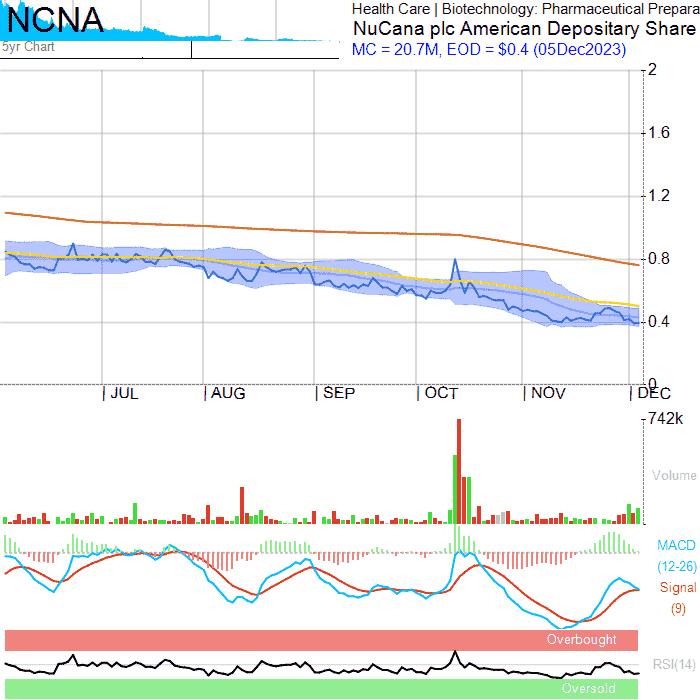 NCNA
5yr Chart
Health Care | Biotechnology: Pharmaceutical Prepara
NuCana plc American Depositary Share
MC = 20.7M, EOD = $0.4 (05Dec2023)
2
1.6
1.2
0.8
0.4
0
JUL AUG SEP OCT NOV DEC
742k
Volume
MACD
(12-26)
Signal
(9)
Overbought
RSI(14)
Oversold